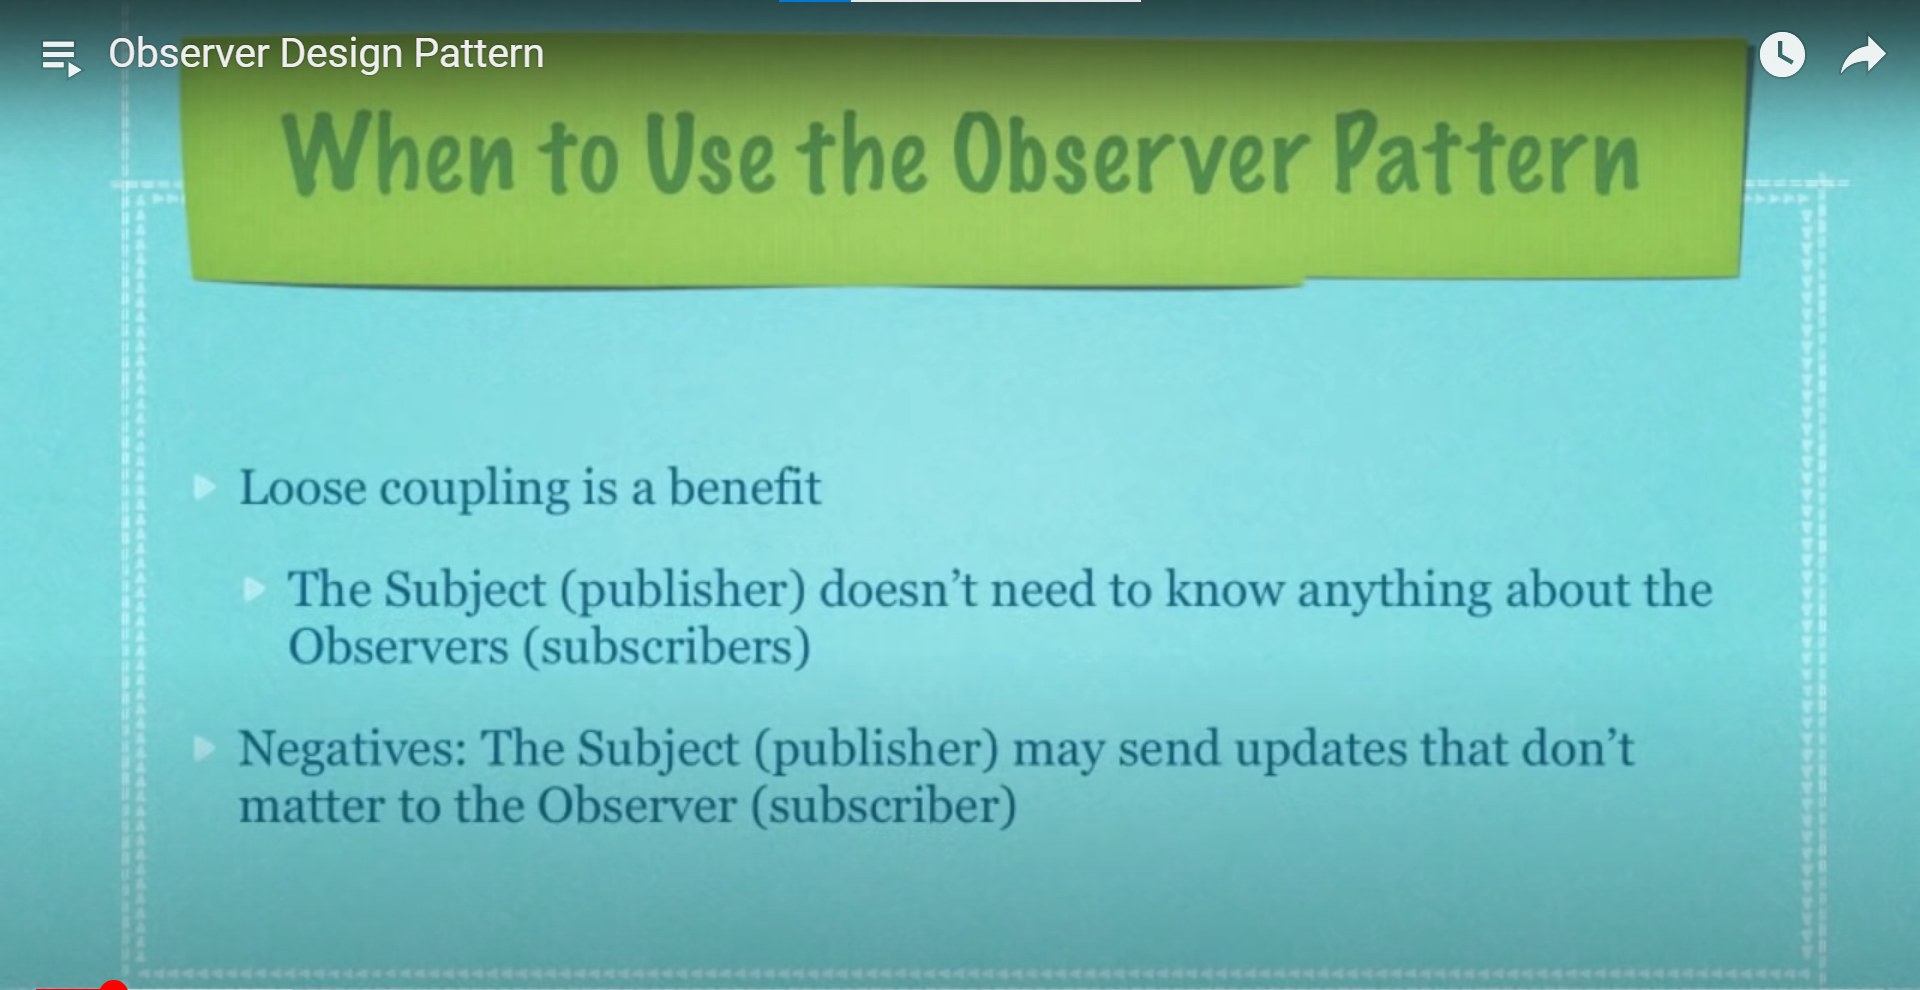 Observer Design Pattern
When to Use the Observer Pattern
Loose coupling is a benefit
The Subject (publisher) doesn’t need to know anything about the
Observers (subscribers)
Negatives: The Subject (publisher) may send updates that don’t
matter to the Observer (subscriber)